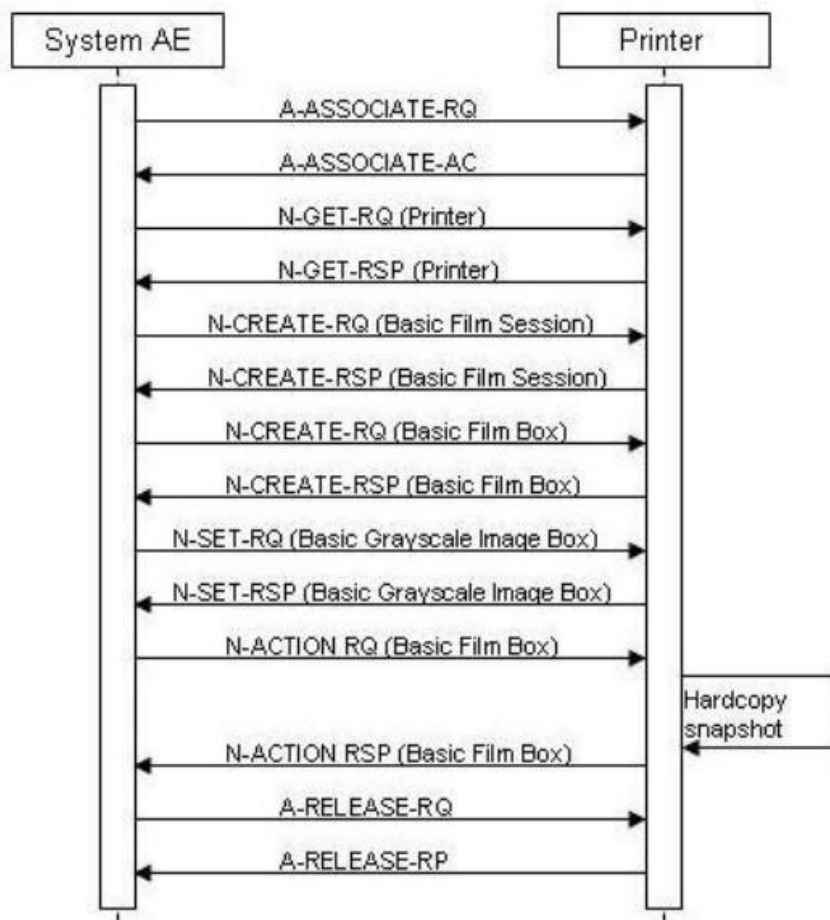 System AE
Printer
A-ASSOCIATE-RQ
A-ASSOCIATE-AC
N-GET-RQ (Printer)
N-GET-RSP (Printer)
N-CREATE-RQ (Basic Film Session)
N-CREATE-RSP (Basic Film Session)
N-CREATE-RQ (Basic Film Box)
N-CREATE-RSP (Basic Film Box)
N-SET-RQ (Basic Grayscale Image Box)
N-SET-RSP (Basic Grayscale Image Box)
N-ACTION RQ (Basic Film Box)
Hardcopy
snapshot
N-ACTION RSP (Basic Film Box)
A-RELEASE-RQ
A-RELEASE-RP